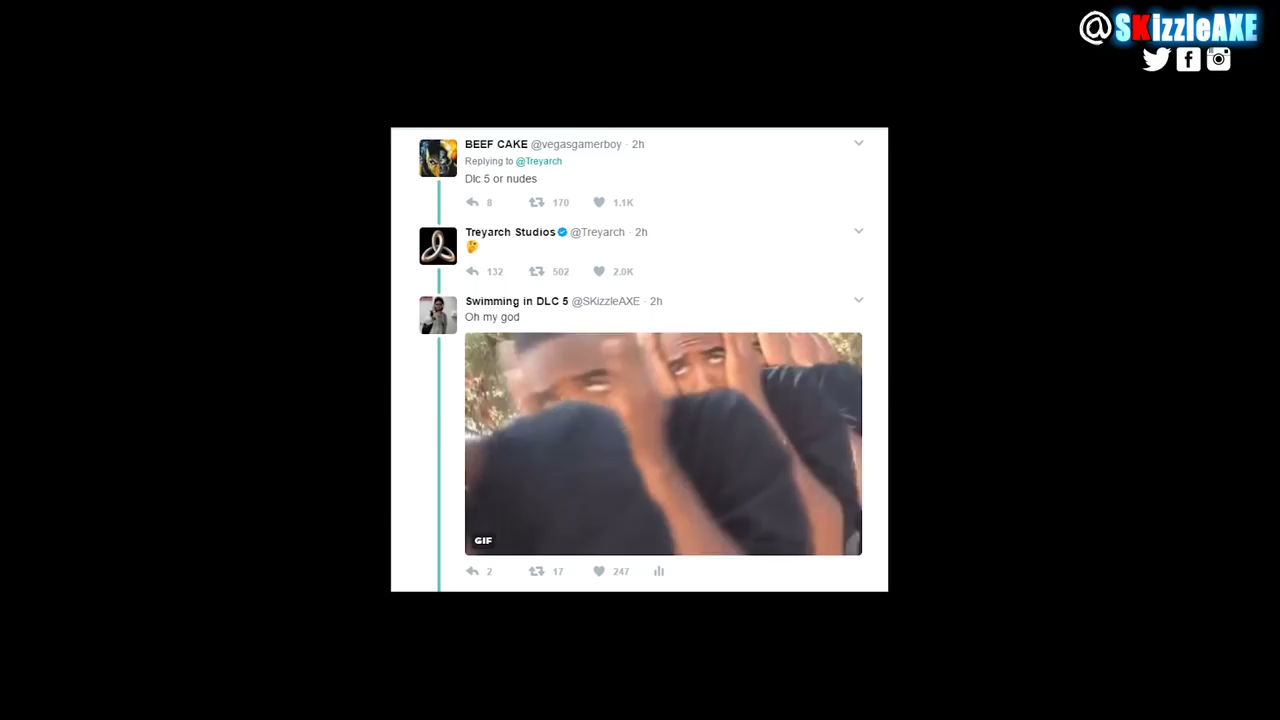 @SKizzleAXE
BEEF CAKE @vegasgamerboy · 2h
Replying to @Treyarch
Dlc 5 or nudes
8 170 1.1K
Treyarch Studios @Treyarch · 2h
🤔
132 502 2.0K
Swimming in DLC 5 @SKizzleAXE · 2h
Oh my god
GIF
2 17 247